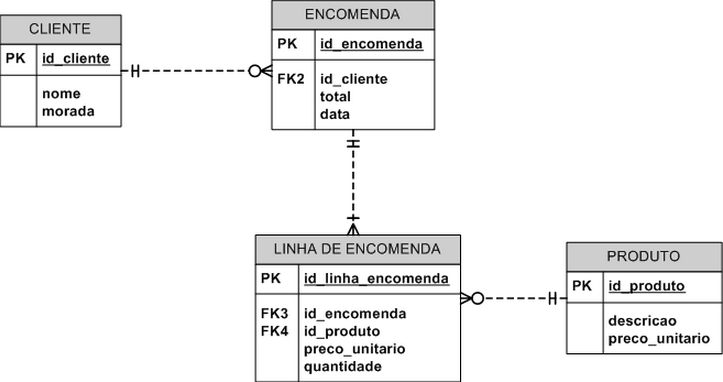 CLIENTE
PK id_cliente
nome
morada
ENCOMENDA
PK id_encomenda
FK2 id_cliente
total
data
LINHA DE ENCOMENDA
PK id_linha_encomenda
FK3 id_encomenda
FK4 id_produto
preco_unitario
quantidade
PRODUTO
PK id_produto
descricao
preco_unitario